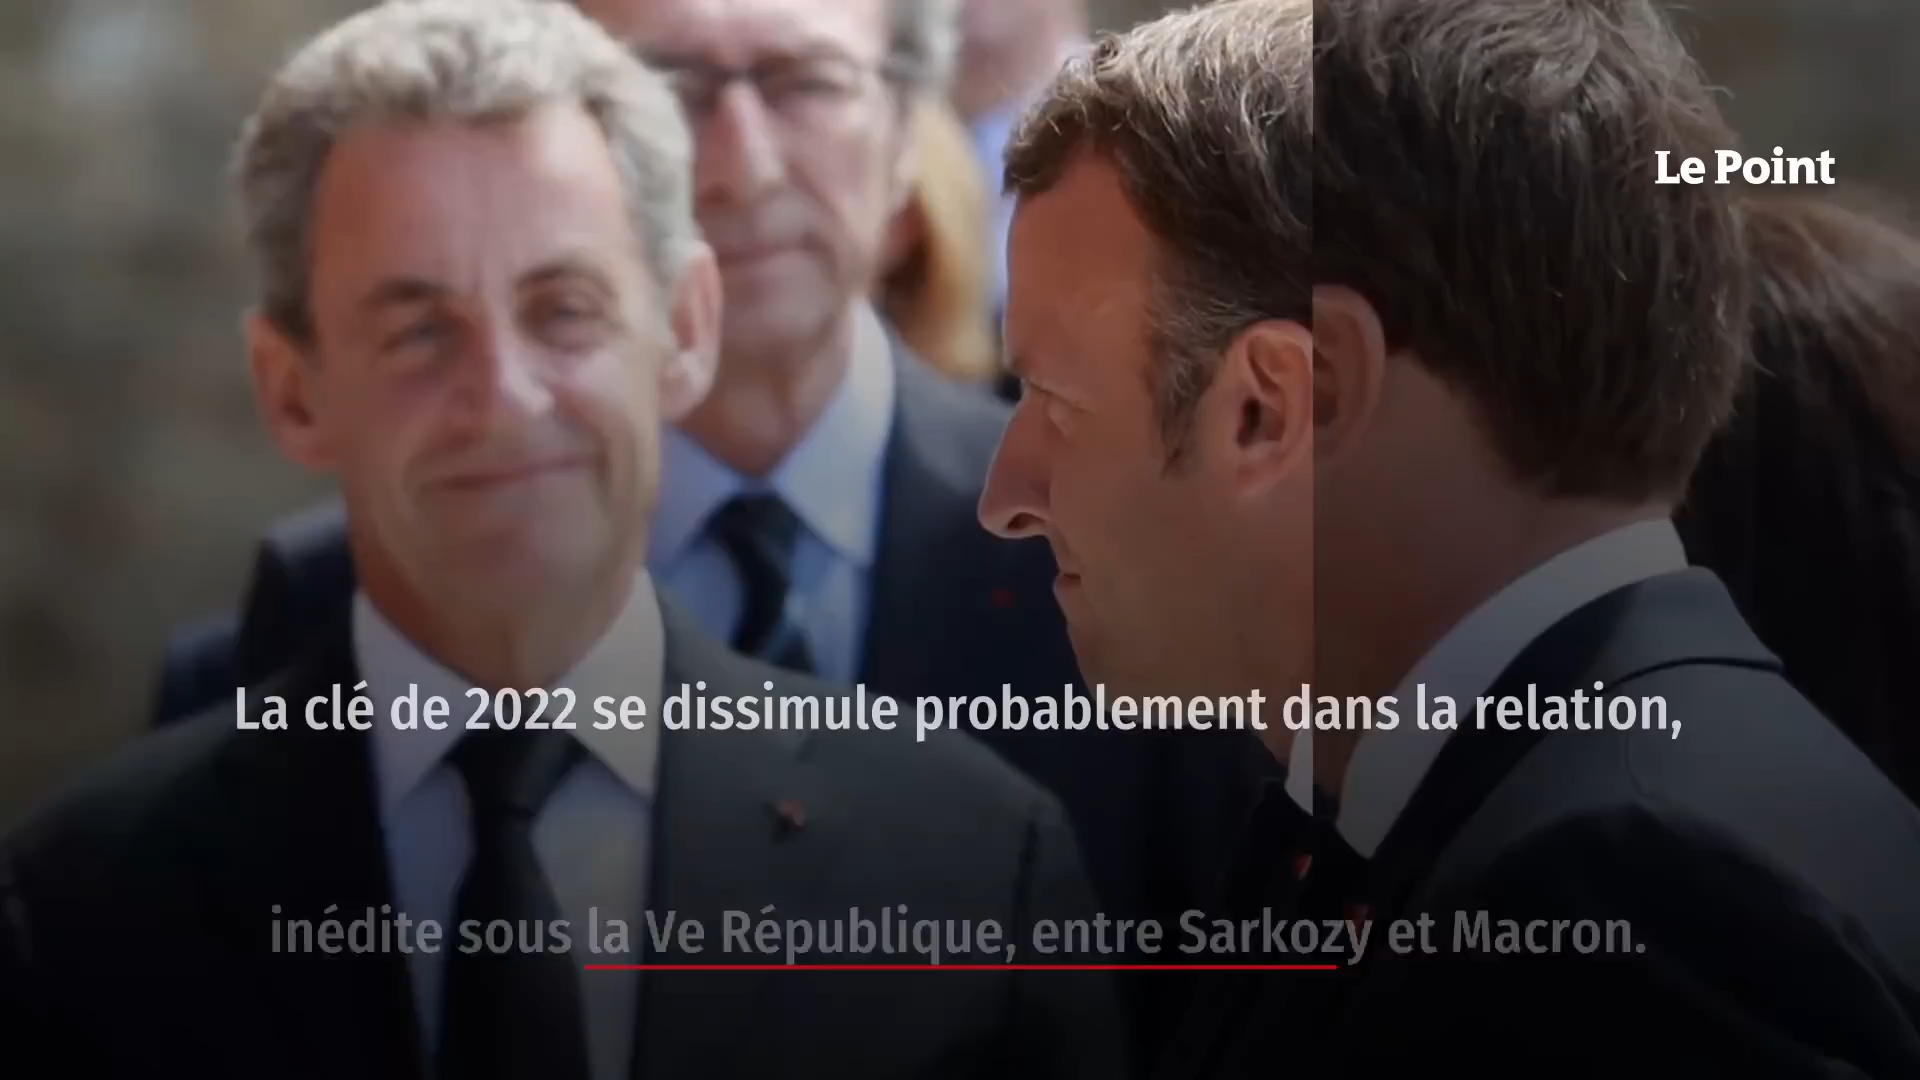 Le Point
La clé de 2022 se dissimule probablement dans la relation,
inédite sous la Ve République, entre Sarkozy et Macron.